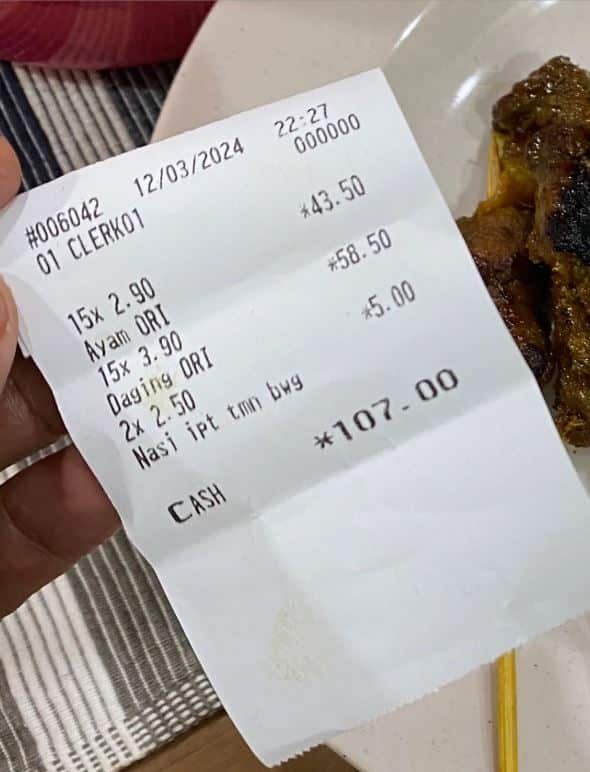 #006042 12/03/2024 22:27
01 CLERK01 000000
15x 2.90
Ayam ORI *43.50
15x 3.90
Daging ORI *58.50
2x 2.50
Nasi ipt tmn bwg *5.00
CASH *107.00